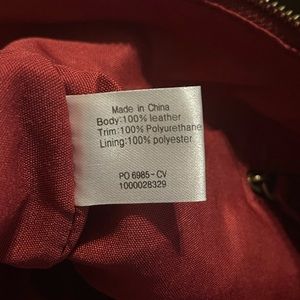 Made in China
Body:100% leather
Trim:100% Polyurethane
Lining:100% polyester
PO 6985-CV
1000028329